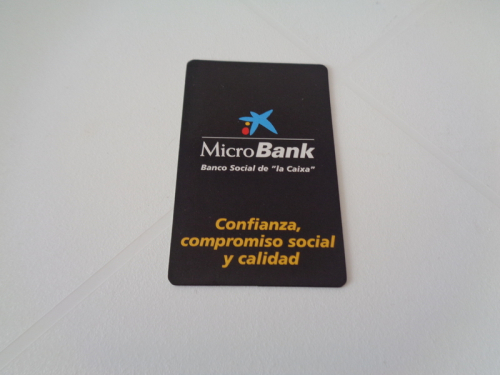 MicroBank
Banco Social de "la Caixa"
Confianza,
compromiso social
y calidad